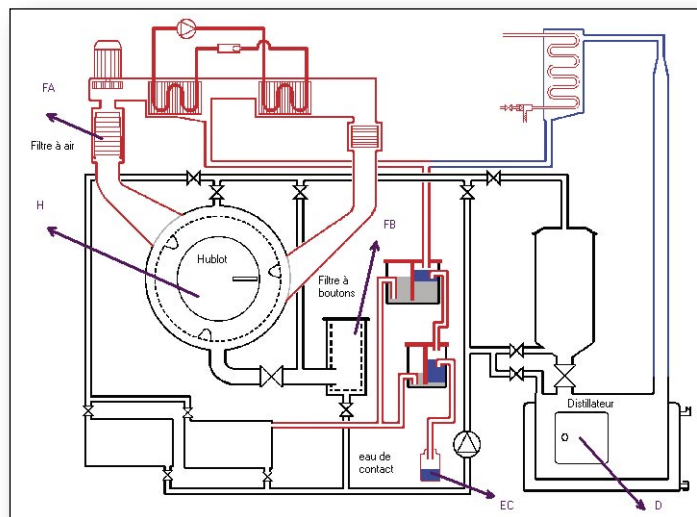 FA
Filtre à air
H
Hublot
FB
Filtre à
boutons
Distillateur
eau de
contact
EC
D